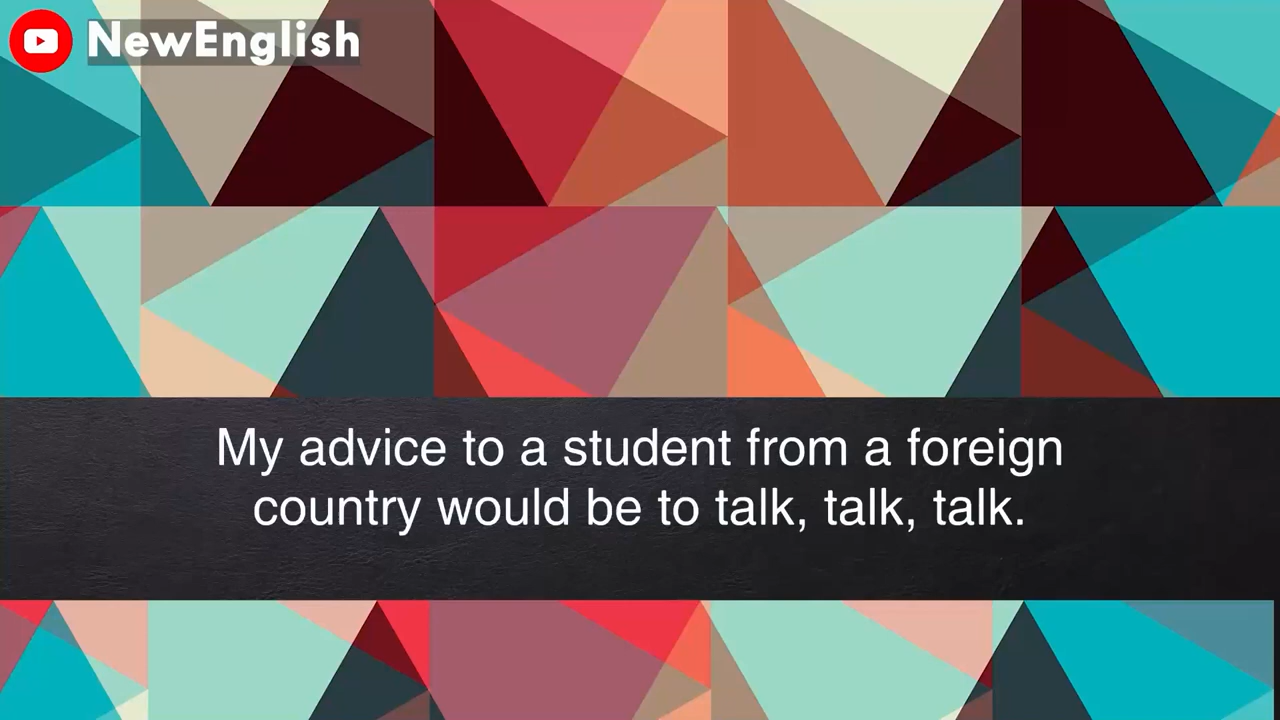 NewEnglish
My advice to a student from a foreign
country would be to talk, talk, talk.